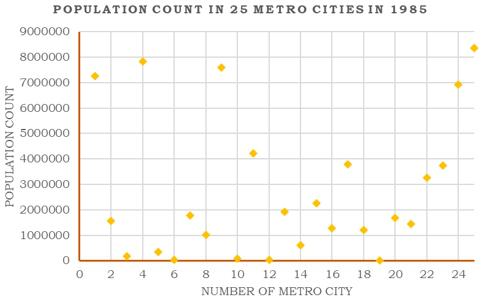 POPULATION COUNT IN 25 METRO CITIES IN 1985
9000000
8000000
7000000
6000000
5000000
4000000
3000000
2000000
1000000
0
POPULATION COUNT
0 2 4 6 8 10 12 14 16 18 20 22 24
NUMBER OF METRO CITY